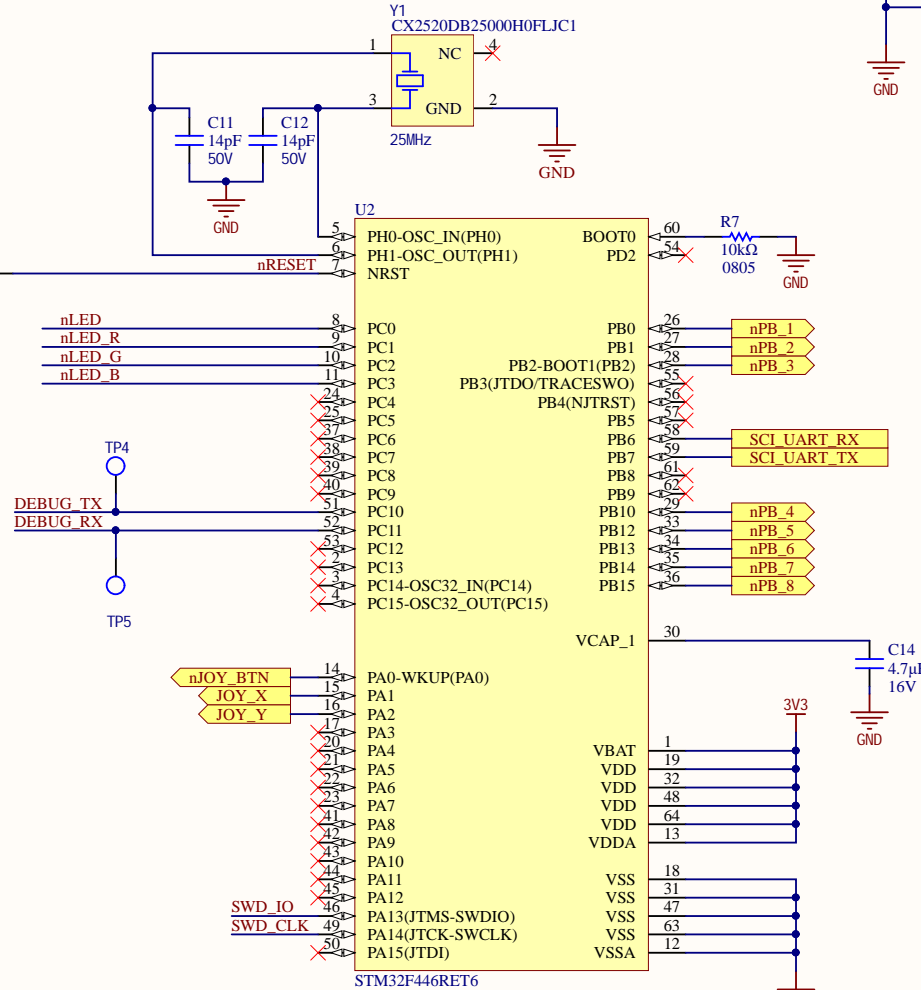 Y1
CX2520DB25000H0FLJC1
1
NC
4
3
GND
2
25MHz
GND
GND
C11
14pF
50V
C12
14pF
50V
GND
U2
5
PH0-OSC_IN(PH0)
6
PH1-OSC_OUT(PH1)
nRESET
7
NRST
BOOT0
60
R7
10kΩ
0805
GND
PD2
54
nLED
8
PC0
nLED_R
9
PC1
nLED_G
10
PC2
nLED_B
11
PC3
24
PC4
25
PC5
37
PC6
38
PC7
39
PC8
40
PC9
TP4
DEBUG_TX
51
PC10
DEBUG_RX
52
PC11
TP5
53
PC12
2
PC13
3
PC14-OSC32_IN(PC14)
4
PC15-OSC32_OUT(PC15)
PB0
26
nPB_1
PB1
27
nPB_2
PB2-BOOT1(PB2)
28
nPB_3
PB3(JTDO/TRACESWO)
55
PB4(NJTRST)
56
PB5
57
PB6
58
SCI_UART_RX
PB7
59
SCI_UART_TX
PB8
61
PB9
62
PB10
29
nPB_4
PB12
33
nPB_5
PB13
34
nPB_6
PB14
35
nPB_7
PB15
36
nPB_8
VCAP_1
30
C14
4.7µF
16V
GND
nJOY_BTN
14
PA0-WKUP(PA0)
JOY_X
15
PA1
JOY_Y
16
PA2
17
PA3
20
PA4
21
PA5
22
PA6
23
PA7
41
PA8
42
PA9
43
PA10
44
PA11
45
PA12
SWD_IO
46
PA13(JTMS-SWDIO)
SWD_CLK
49
PA14(JTCK-SWCLK)
50
PA15(JTDI)
3V3
VBAT
1
VDD
19
VDD
32
VDD
48
VDD
64
VDDA
13
VSS
18
VSS
31
VSS
47
VSS
63
VSSA
12
STM32F446RET6